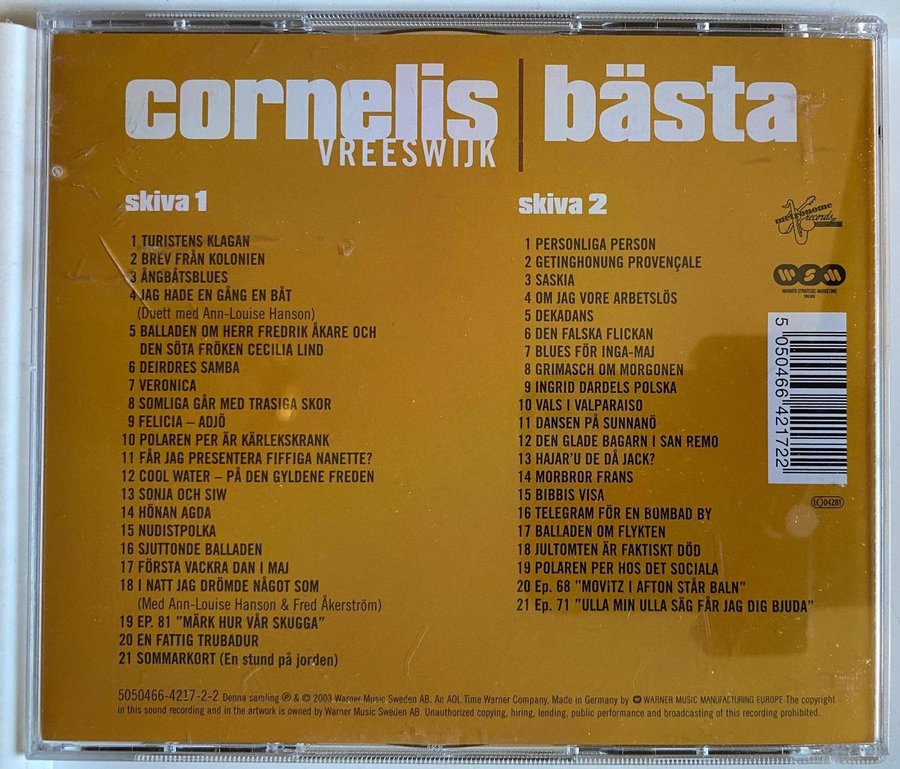 cornelis
VREESWIJK
bästa
skiva 1
1 TURISTENS KLAGAN
2 BREV FRÅN KOLONIEN
3 ÅNGBÅTSBLUES
4 JAG HADE EN GÅNG EN BÅT
(Duett med Ann-Louise Hanson)
5 BALLADEN OM HERR FREDRIK ÅKARE OCH
DEN SÖTA FRÖKEN CECILIA LIND
6 DEIRDRES SAMBA
7 VERONICA
8 SOMLIGA GÅR MED TRASIGA SKOR
9 FELICIA – ADJÖ
10 POLAREN PER ÄR KÄRLEKSKRANK
11 FÅR JAG PRESENTERA FIFFIGA NANETTE?
12 COOL WATER – PÅ DEN GYLDENE FREDEN
13 SONJA OCH SIW
14 HÖNAN AGDA
15 NUDISTPOLKA
16 SJUTTONDE BALLADEN
17 FÖRSTA VACKRA DAN I MAJ
18 I NATT JAG DRÖMDE NÅGOT SOM
(Med Ann-Louise Hanson & Fred Åkerström)
19 EP. 81 "MÄRK HUR VÅR SKUGGA"
20 EN FATTIG TRUBADUR
21 SOMMARKORT (En stund på jorden)
skiva 2
1 PERSONLIGA PERSON
2 GETINGHONUNG PROVENÇALE
3 SASKIA
4 OM JAG VORE ARBETSLÖS
5 DEKADANS
6 DEN FALSKA FLICKAN
7 BLUES FÖR INGA-MAJ
8 GRIMASCH OM MORGONEN
9 INGRID DARDELS POLSKA
10 VALS I VALPARAISO
11 DANSEN PÅ SUNNANÖ
12 DEN GLADE BAGARN I SAN REMO
13 HAJAR'U DE DÅ JACK?
14 MORBROR FRANS
15 BIBBIS VISA
16 TELEGRAM FÖR EN BOMBAD BY
17 BALLADEN OM FLYKTEN
18 JULTOMTEN ÄR FAKTISKT DÖD
19 POLAREN PER HOS DET SOCIALA
20 Ep. 68 "MOVITZ I AFTON STÅR BALN"
21 Ep. 71 "ULLA MIN ULLA SÄG FÅR JAG DIG BJUDA"
metronome
records
WSM
WARNER STRATEGIC MARKETING
SWEDEN
5 050466 421722
LC 04281
5050466-4217-2-2 Denna samling ℗ & © 2003 Warner Music Sweden AB. An AOL Time Warner Company. Made in Germany by WARNER MUSIC MANUFACTURING EUROPE The copyright
in this sound recording and in the artwork is owned by Warner Music Sweden AB. Unauthorized copying, hiring, lending, public performance and broadcasting of this recording prohibited.